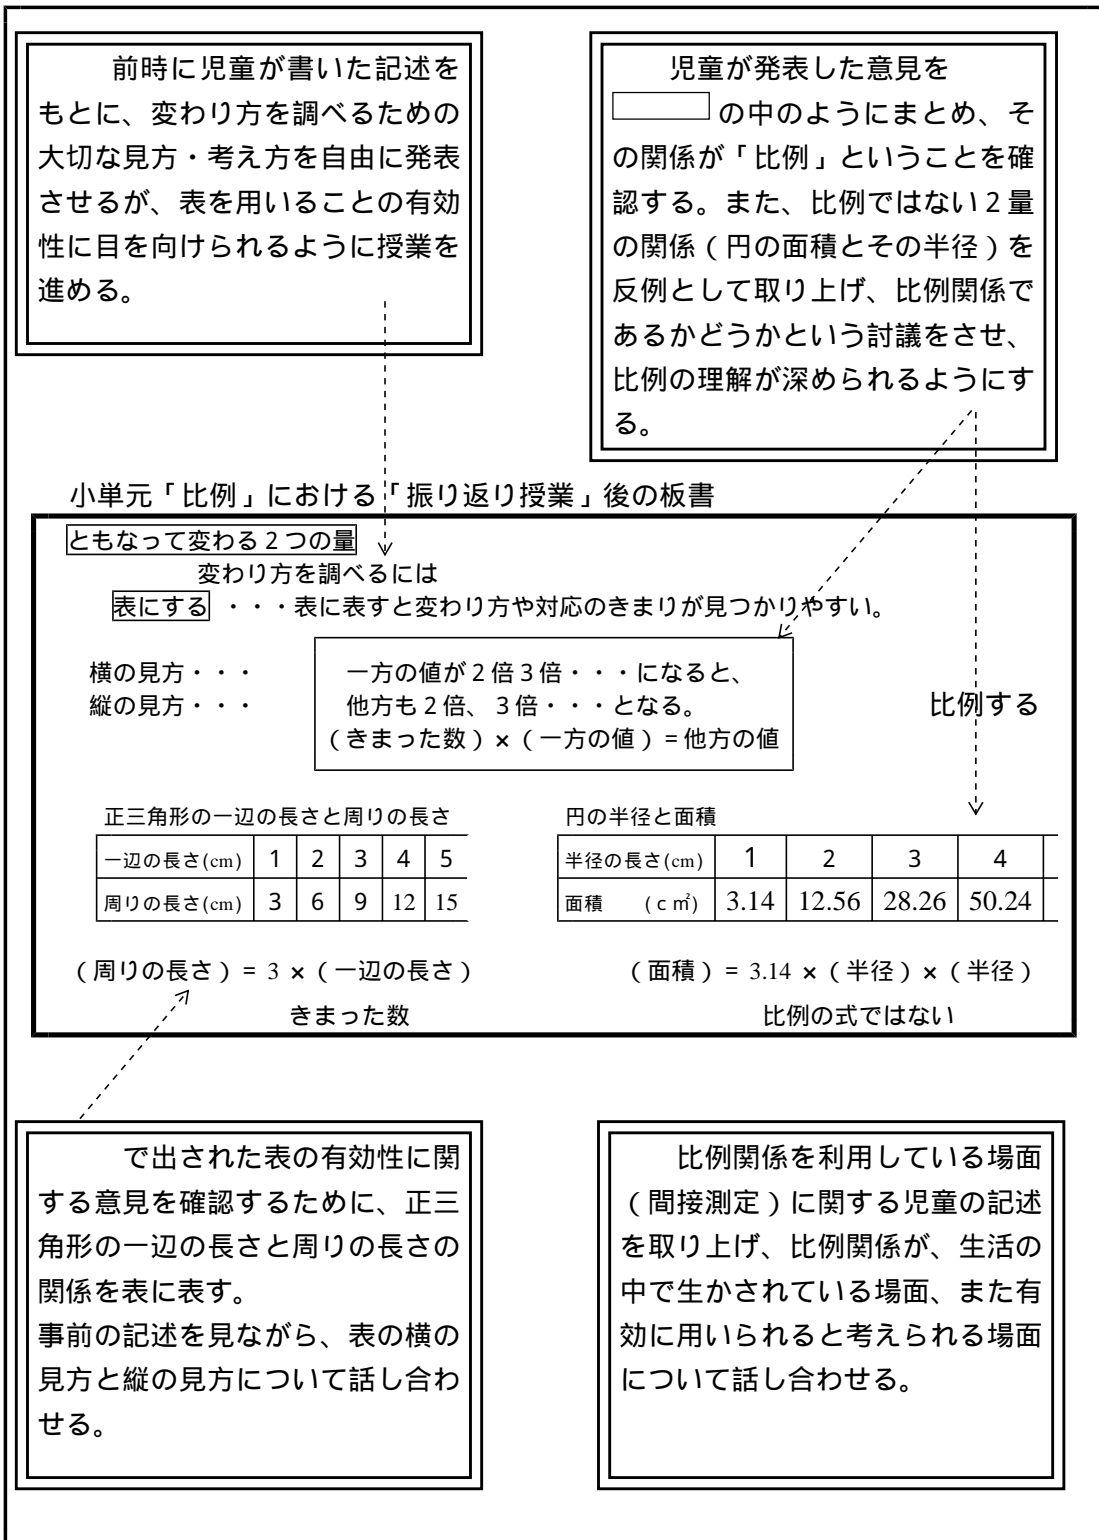 前時に児童が書いた記述を
もとに、変わり方を調べるための
大切な見方・考え方を自由に発表
させるが、表を用いることの有効
性に目を向けられるように授業を
進める。
児童が発表した意見を
の中のようにまとめ、そ
の関係が「比例」ということを確
認する。また、比例ではない2量
の関係(円の面積とその半径)を
反例として取り上げ、比例関係で
あるかどうかという討議をさせ、
比例の理解が深められるようにす
る。
小単元「比例」における「振り返り授業」後の板書
ともなって変わる2つの量
変わり方を調べるには
表にする ・・・表に表すと変わり方や対応のきまりが見つかりやすい。
横の見方・・・ 一方の値が2倍3倍・・・になると、
縦の見方・・・ 他方も2倍、3倍・・・となる。
(きまった数)×(一方の値)=他方の値
比例する
正三角形の一辺の長さと周りの長さ
一辺の長さ(cm) 1 2 3 4 5
周りの長さ(cm) 3 6 9 12 15
(周りの長さ)= 3 ×(一辺の長さ)
きまった数
円の半径と面積
半径の長さ(cm) 1 2 3 4
面積 (c㎡) 3.14 12.56 28.26 50.24
(面積)= 3.14 ×(半径)×(半径)
比例の式ではない
で出された表の有効性に関
する意見を確認するために、正三
角形の一辺の長さと周りの長さの
関係を表に表す。
事前の記述を見ながら、表の横の
見方と縦の見方について話し合わ
せる。
比例関係を利用している場面
(間接測定)に関する児童の記述
を取り上げ、比例関係が、生活の
中で生かされている場面、また有
効に用いられると考えられる場面
について話し合わせる。